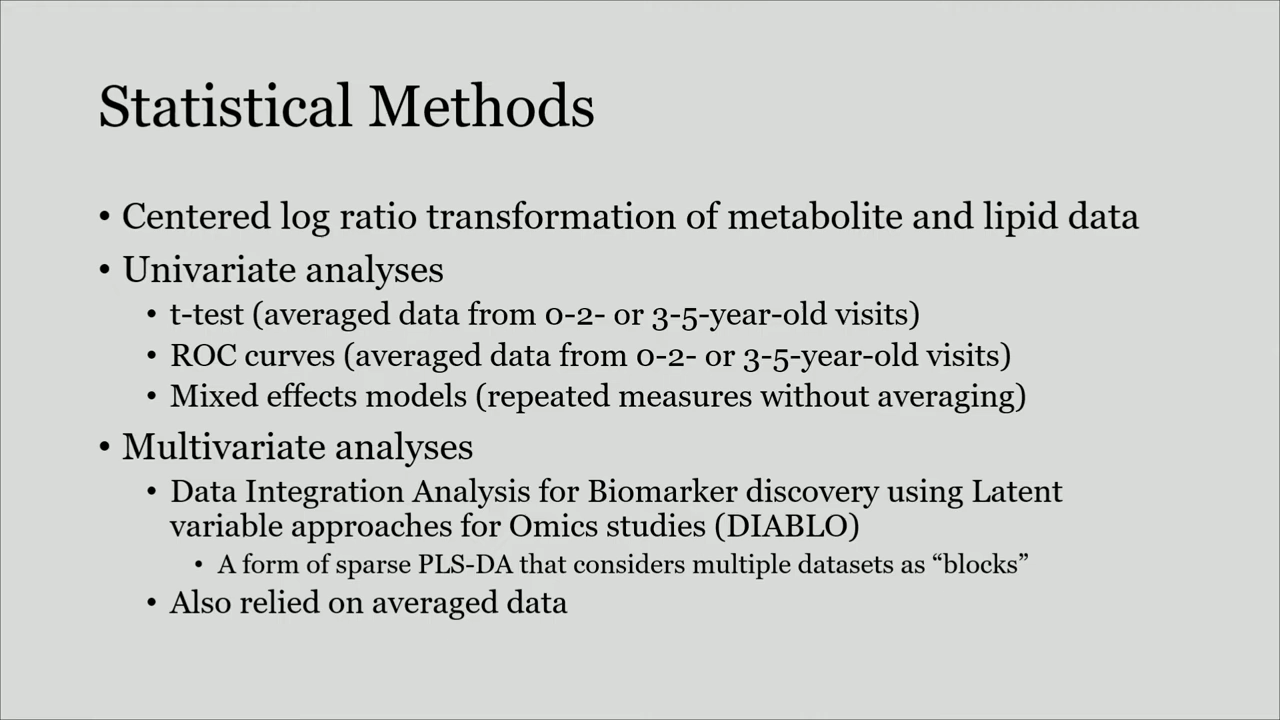 Statistical Methods
• Centered log ratio transformation of metabolite and lipid data
• Univariate analyses
• t-test (averaged data from 0-2- or 3-5-year-old visits)
• ROC curves (averaged data from 0-2- or 3-5-year-old visits)
• Mixed effects models (repeated measures without averaging)
• Multivariate analyses
• Data Integration Analysis for Biomarker discovery using Latent
variable approaches for Omics studies (DIABLO)
• A form of sparse PLS-DA that considers multiple datasets as “blocks”
• Also relied on averaged data